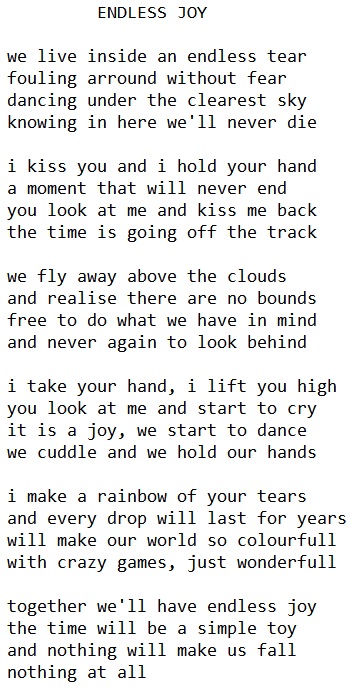 ENDLESS JOY
we live inside an endless tear
fouling arround without fear
dancing under the clearest sky
knowing in here we'll never die
i kiss you and i hold your hand
a moment that will never end
you look at me and kiss me back
the time is going off the track
we fly away above the clouds
and realise there are no bounds
free to do what we have in mind
and never again to look behind
i take your hand, i lift you high
you look at me and start to cry
it is a joy, we start to dance
we cuddle and we hold our hands
i make a rainbow of your tears
and every drop will last for years
will make our world so colourfull
with crazy games, just wonderfull
together we'll have endless joy
the time will be a simple toy
and nothing will make us fall
nothing at all